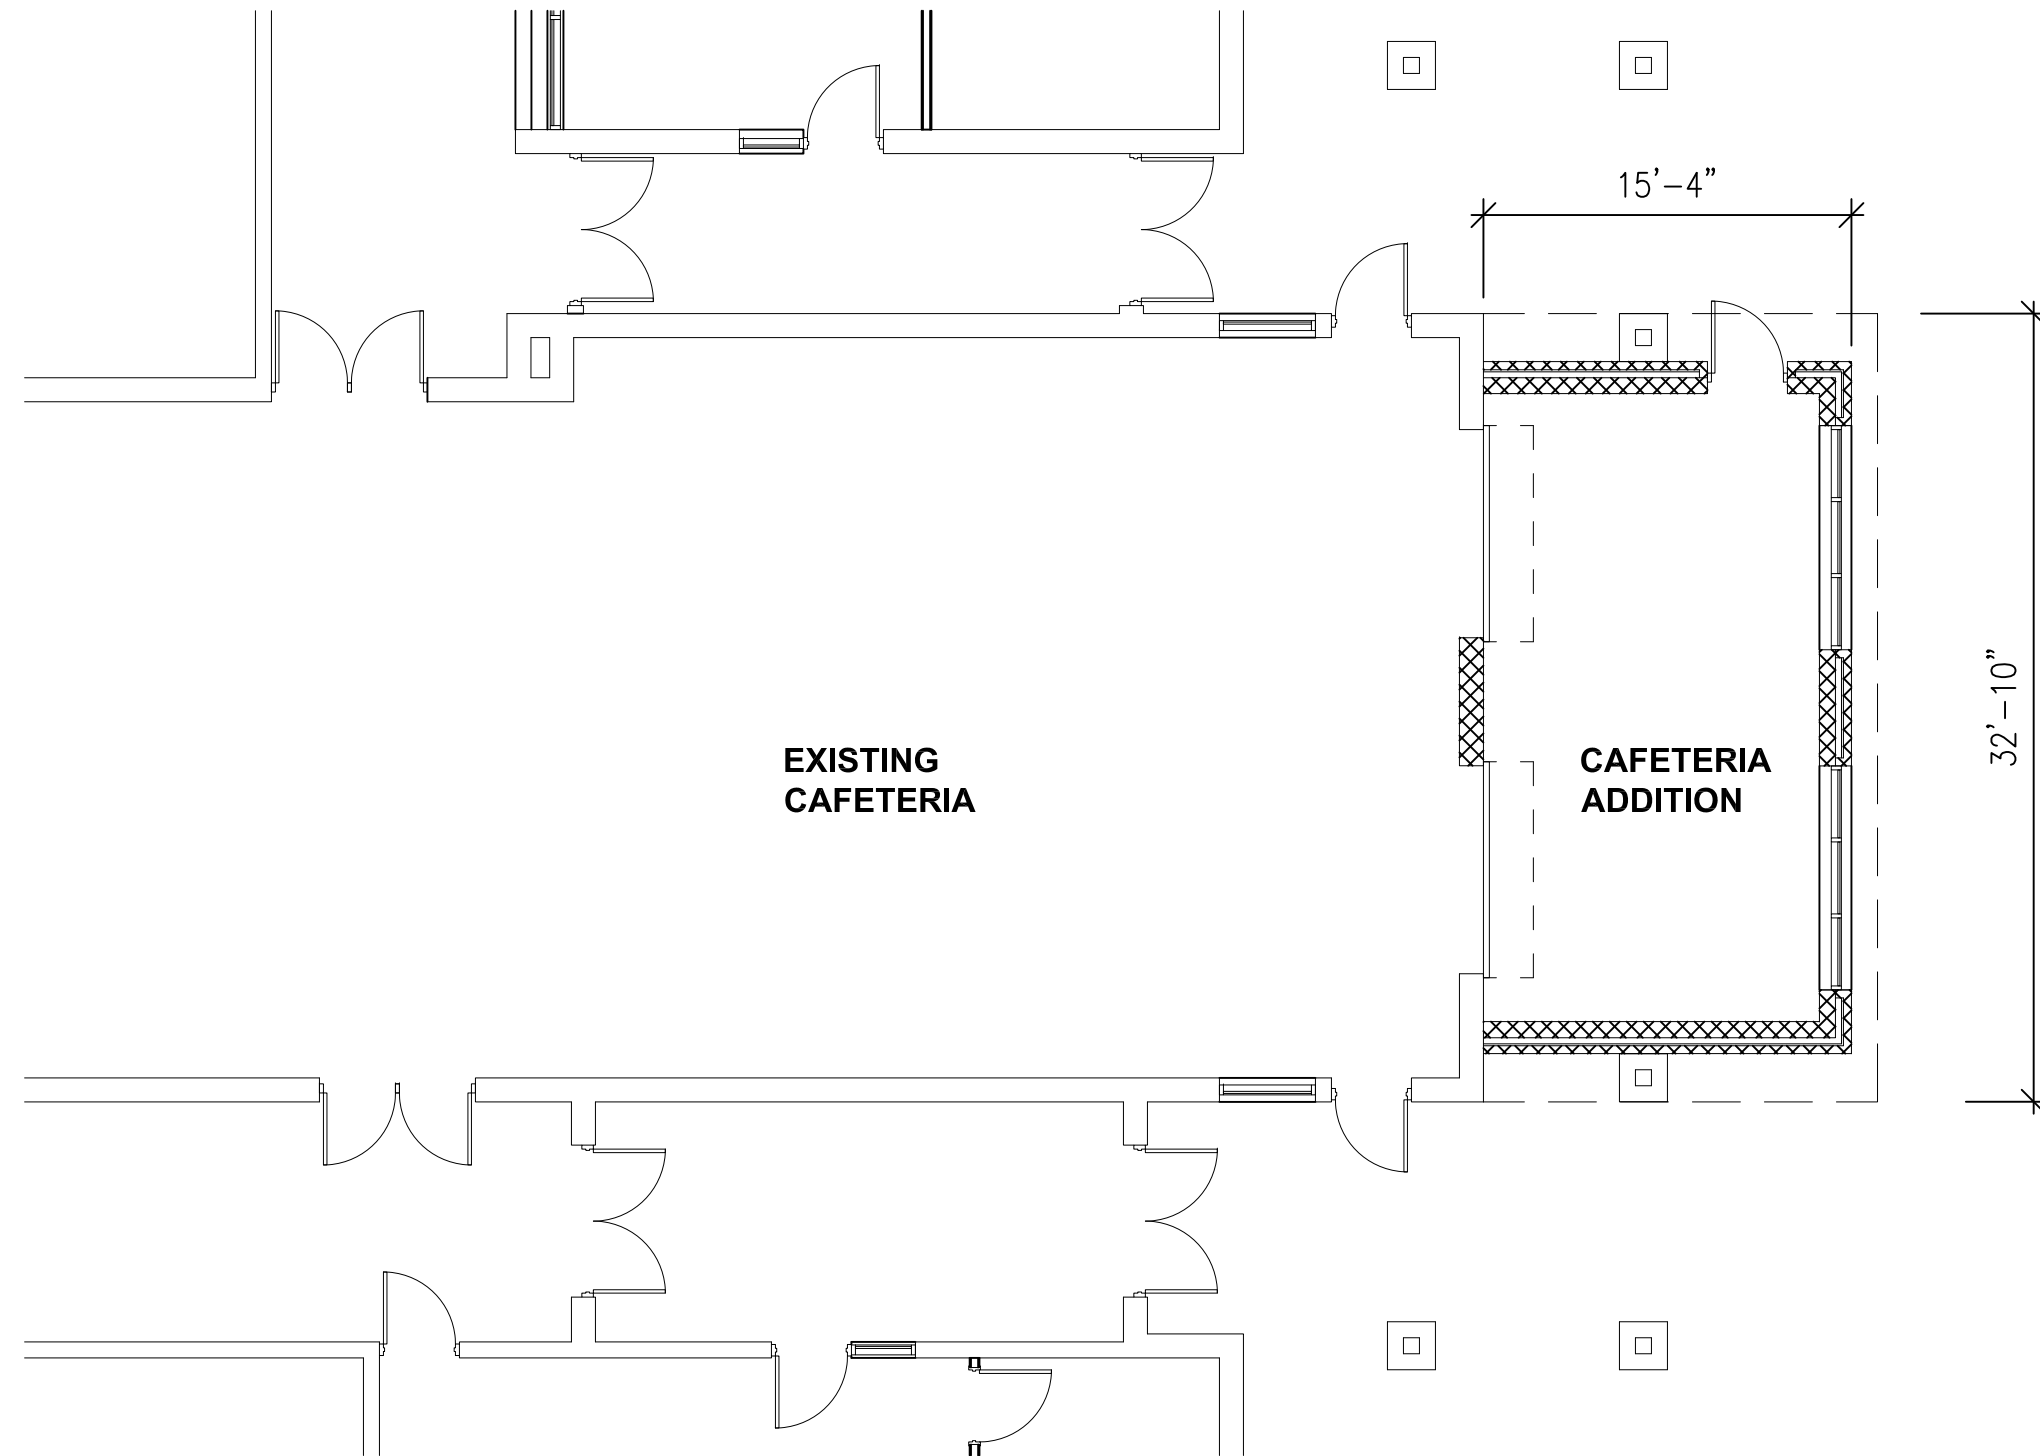 15’–4”
32’–10”
EXISTING
CAFETERIA
CAFETERIA
ADDITION